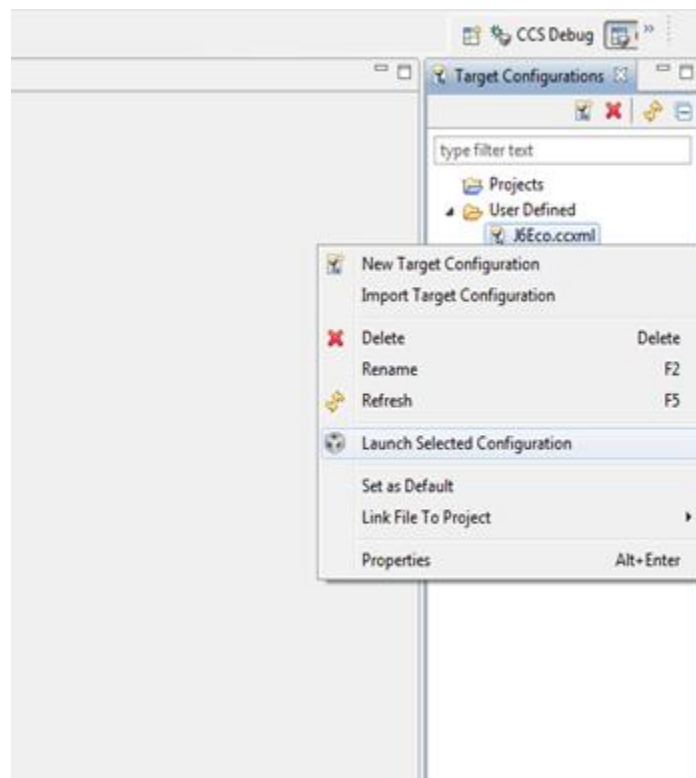 CCS Debug
Target Configurations
type filter text
Projects
User Defined
J6Eco.ccxml
New Target Configuration
Import Target Configuration
Delete Delete
Rename F2
Refresh F5
Launch Selected Configuration
Set as Default
Link File To Project
Properties Alt+Enter